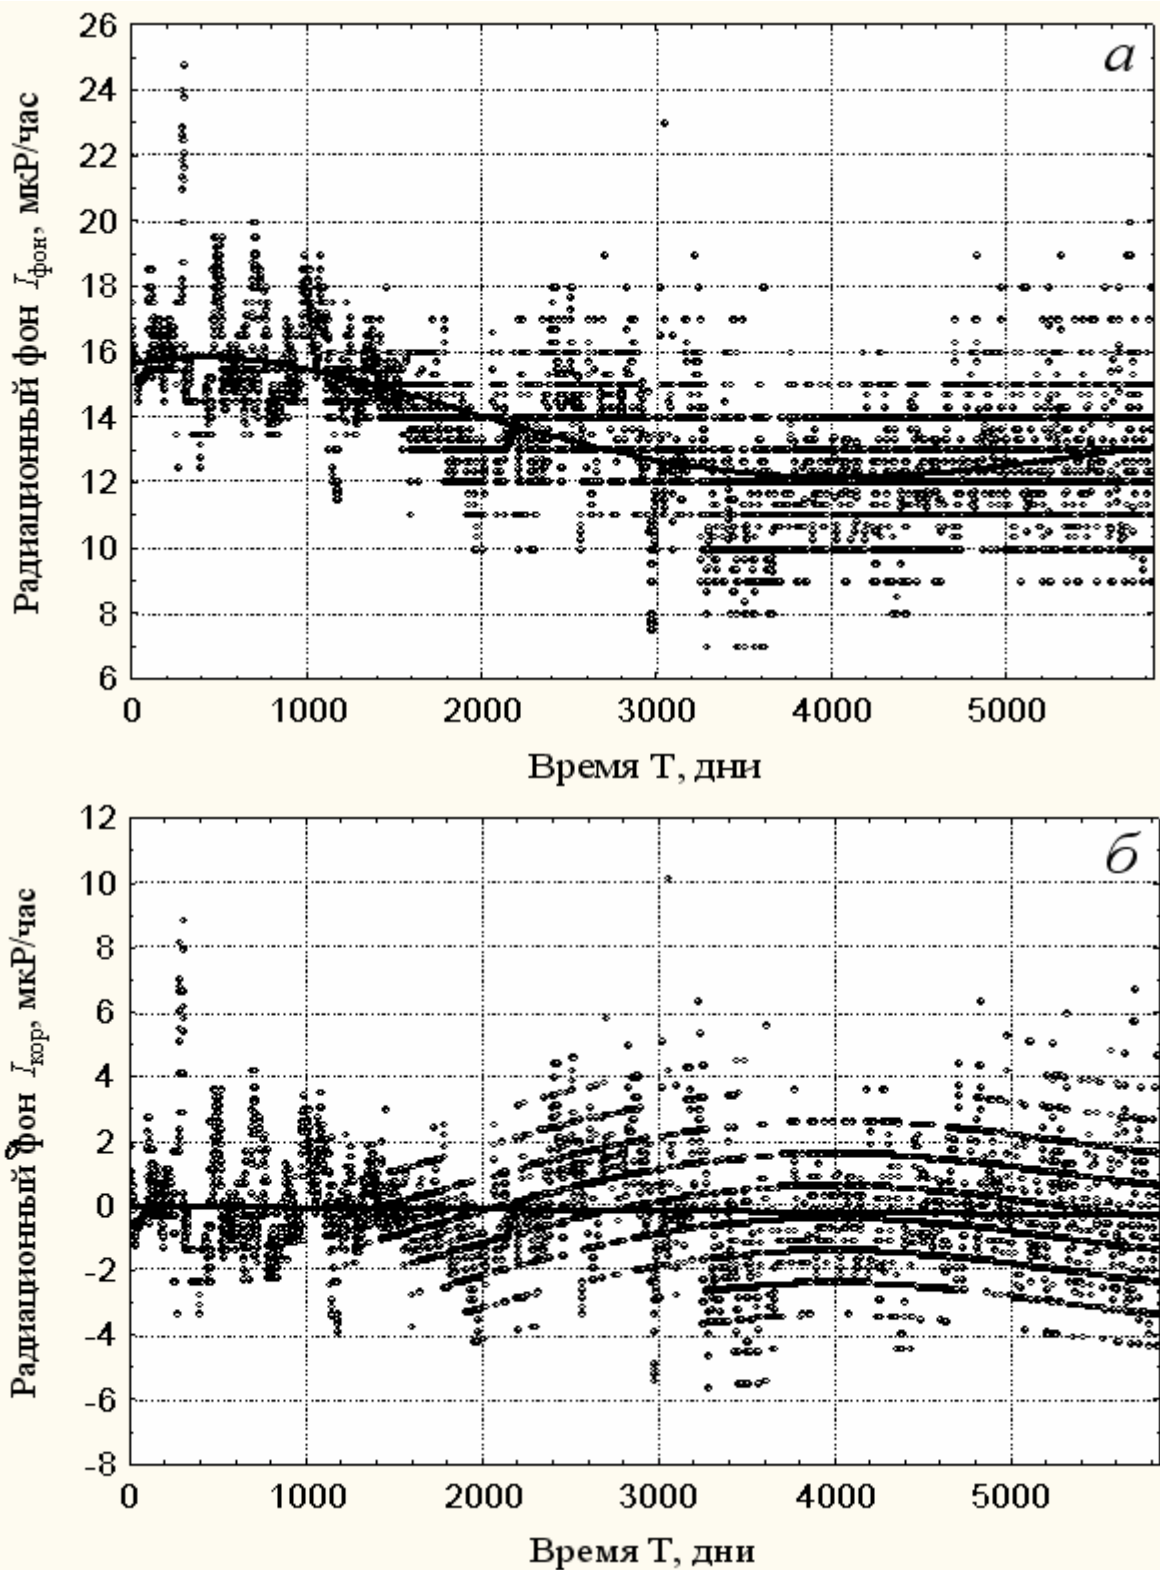 а
Радиационный фон Iфон, мкР/час
26
24
22
20
18
16
14
12
10
8
6
0 1000 2000 3000 4000 5000
Время Т, дни
б
Радиационный фон Iкор, мкР/час
12
10
8
6
4
2
0
-2
-4
-6
-8
0 1000 2000 3000 4000 5000
Время Т, дни